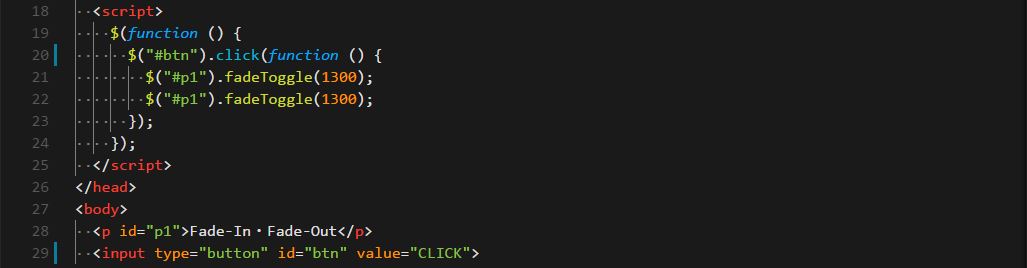 18 <script>
19 $(function () {
20 $("#btn").click(function () {
21 $("#p1").fadeToggle(1300);
22 $("#p1").fadeToggle(1300);
23 });
24 });
25 </script>
26 </head>
27 <body>
28 <p id="p1">Fade-In・Fade-Out</p>
29 <input type="button" id="btn" value="CLICK">